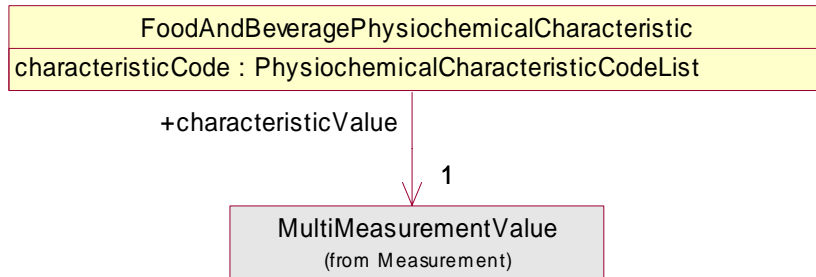 FoodAndBeveragePhysiochemicalCharacteristic
characteristicCode : PhysiochemicalCharacteristicCodeList
+characteristicValue
1
MultiMeasurementValue
(from Measurement)